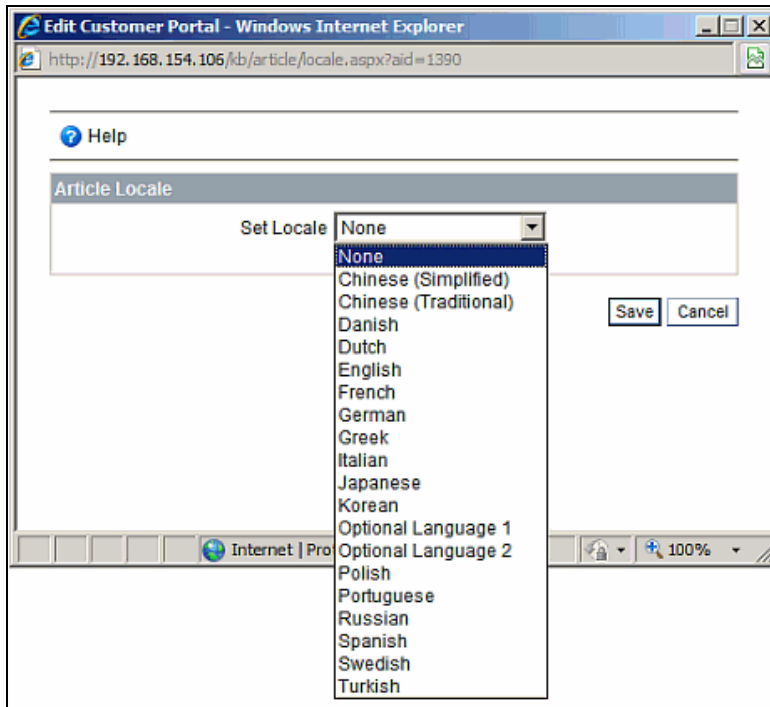 Edit Customer Portal - Windows Internet Explorer
http://192.168.154.106/kb/article/locale.aspx?aid=1390
Help
Article Locale
Set Locale None
None
Chinese (Simplified)
Chinese (Traditional)
Save Cancel
Danish
Dutch
English
French
German
Greek
Italian
Japanese
Korean
Optional Language 1
Internet | Pro
Optional Language 2
100%
Polish
Portuguese
Russian
Spanish
Swedish
Turkish